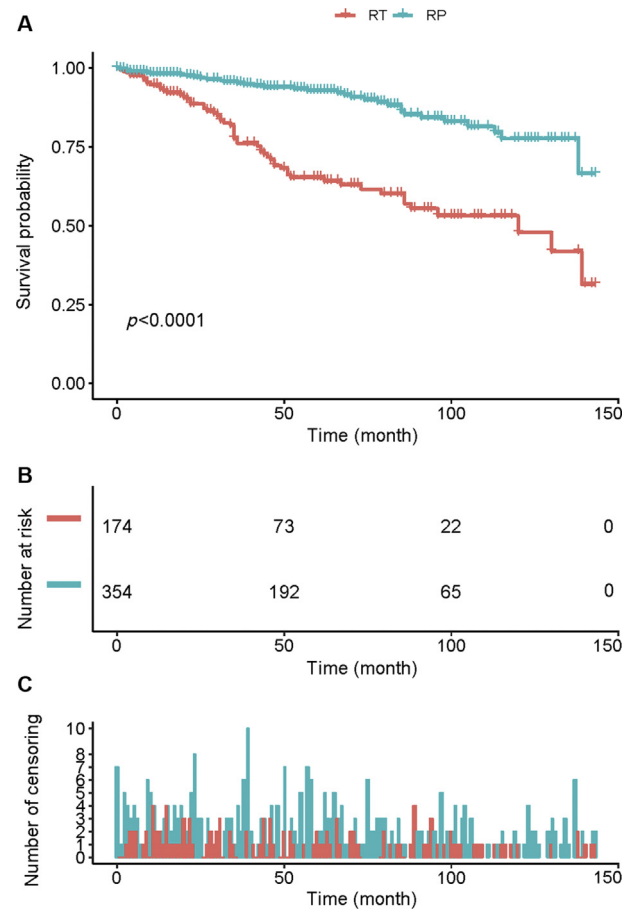 A
RT RP
1.00
0.75
0.50
0.25
0.00
Survival probability
p<0.0001
0 50 100 150
Time (month)
B
Number at risk
174 73 22 0
354 192 65 0
0 50 100 150
Time (month)
C
Number of censoring
10
8
7
6
5
4
3
2
1
0
0 50 100 150
Time (month)